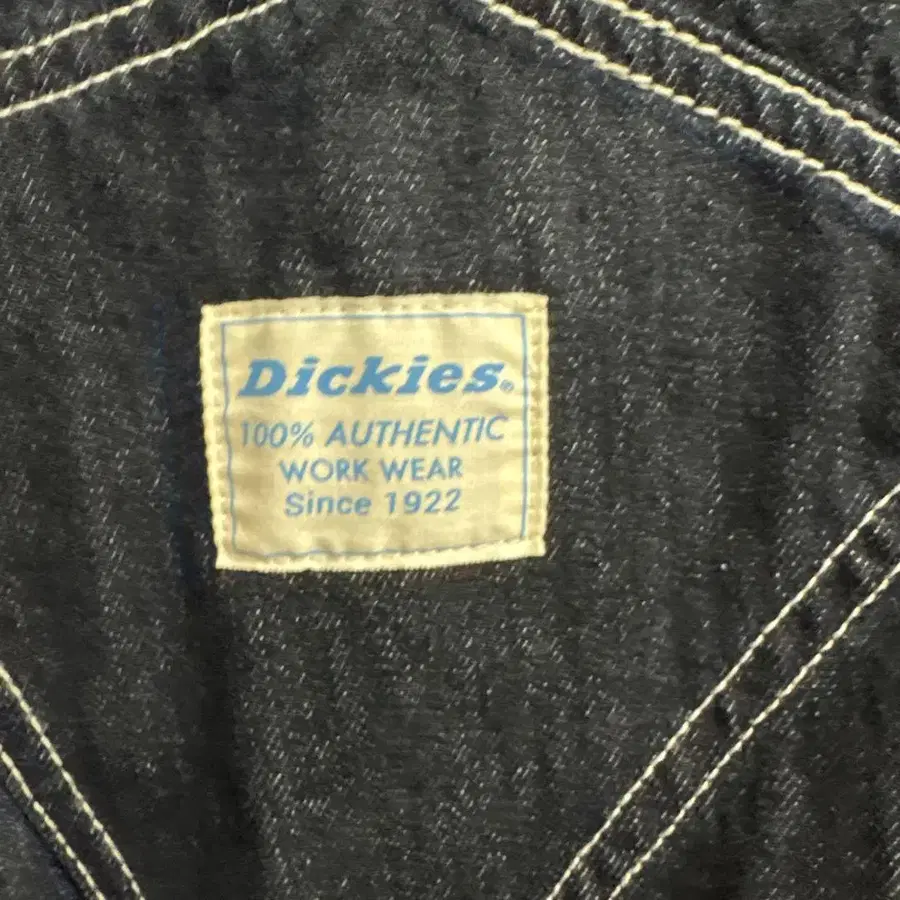 Dickies®
100% AUTHENTIC
WORK WEAR
Since 1922